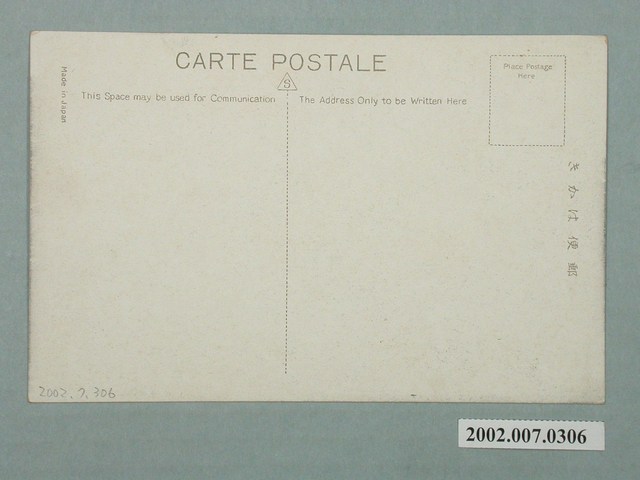 CARTE POSTALE
S
Made in Japan
This Space may be used for Communication
The Address Only to be Written Here
Place Postage
Here
きかは便郵
2002.7.306
2002.007.0306